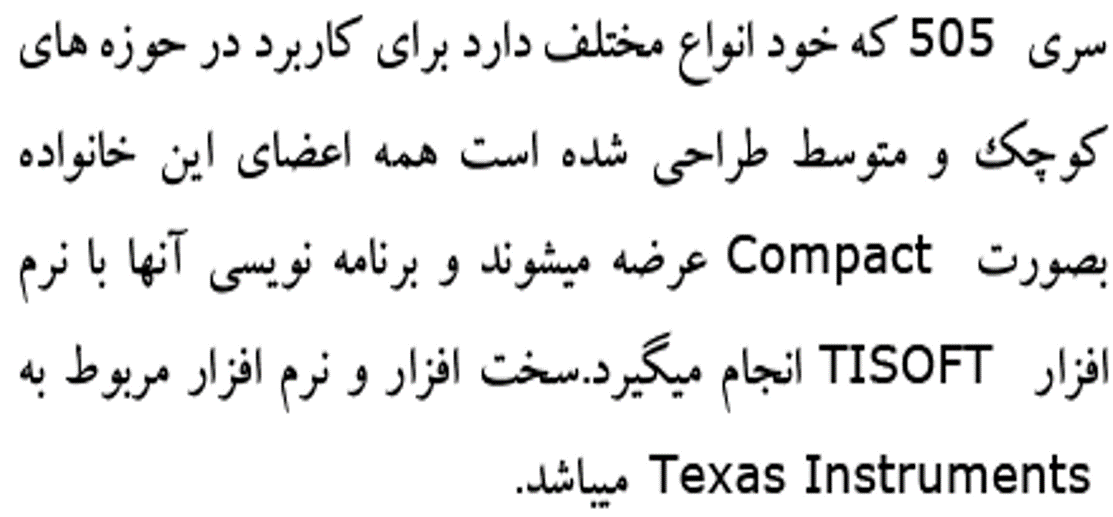 سری 505 که خود انواع مختلف دارد برای کاربرد در حوزه های
کوچک و متوسط طراحی شده است همه اعضای این خانواده
بصورت Compact عرضه میشوند و برنامه نویسی آنها با نرم
افزار TISOFT انجام میگیرد.سخت افزار و نرم افزار مربوط به
Texas Instruments میباشد.